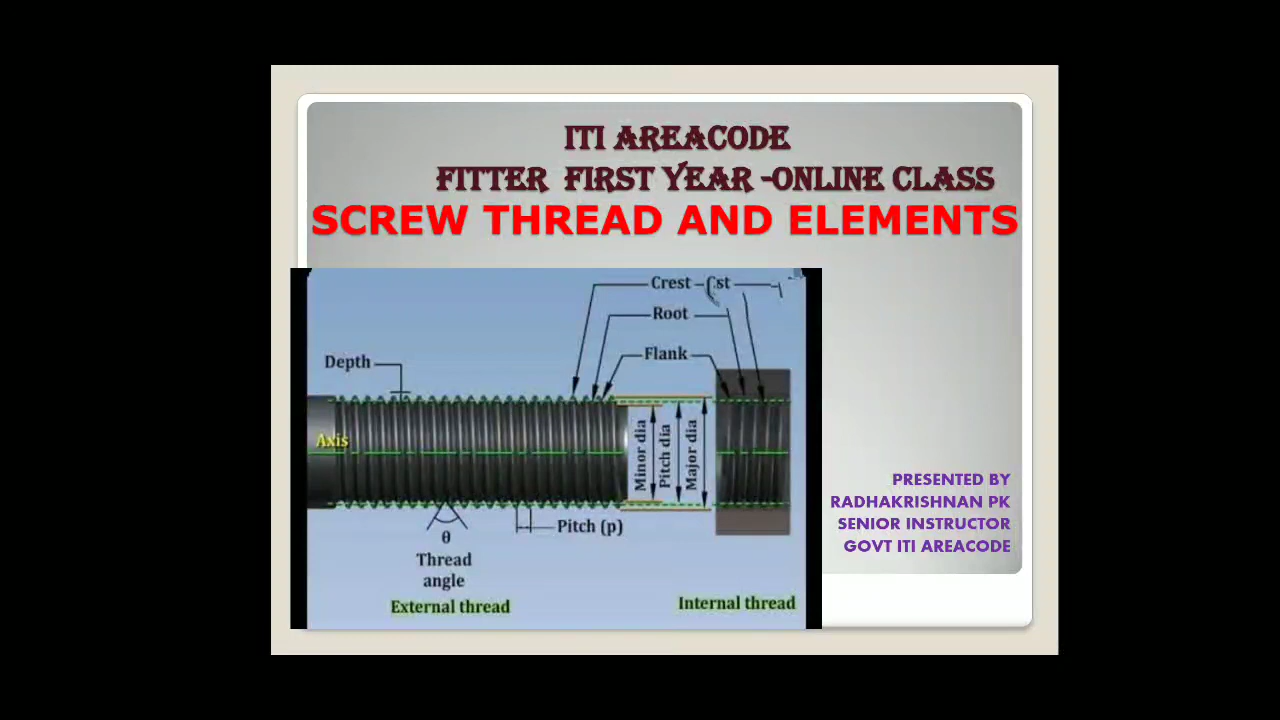 ITI AREACODE
FITTER FIRST YEAR -ONLINE CLASS
SCREW THREAD AND ELEMENTS
Crest
Root
Flank
Depth
Axis
Minor dia
Pitch dia
Major dia
θ
Thread
angle
Pitch (p)
External thread
Internal thread
PRESENTED BY
RADHAKRISHNAN PK
SENIOR INSTRUCTOR
GOVT ITI AREACODE